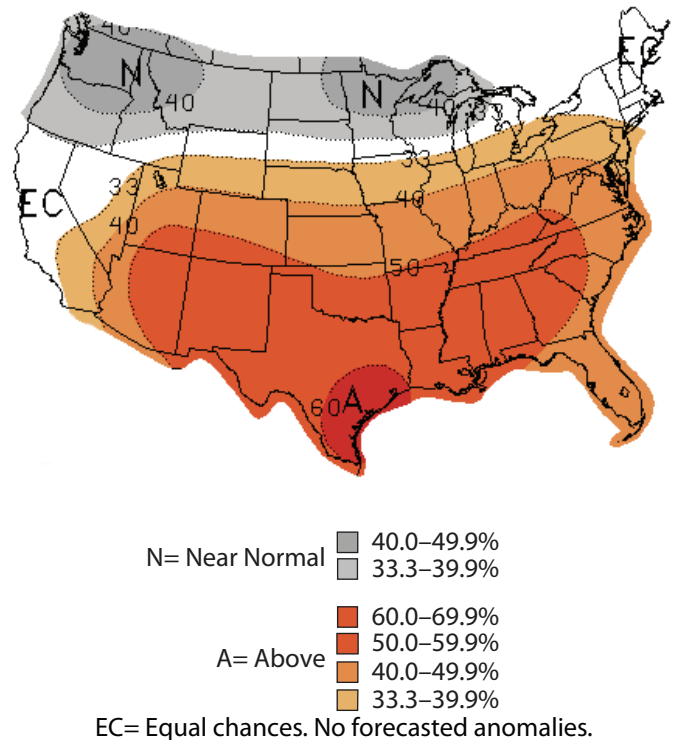 40
N
EC
40
N
40
33
33
40
EC
40
50
60 A
N= Near Normal
40.0–49.9%
33.3–39.9%
A= Above
60.0–69.9%
50.0–59.9%
40.0–49.9%
33.3–39.9%
EC= Equal chances. No forecasted anomalies.